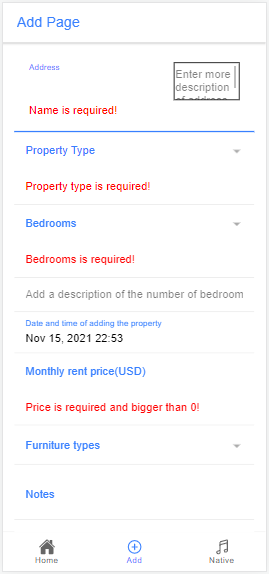 Add Page
Address
Enter more
description
of address
Name is required!
Property Type
Property type is required!
Bedrooms
Bedrooms is required!
Add a description of the number of bedroom
Date and time of adding the property
Nov 15, 2021 22:53
Monthly rent price(USD)
Price is required and bigger than 0!
Furniture types
Notes
Home
Add
Native